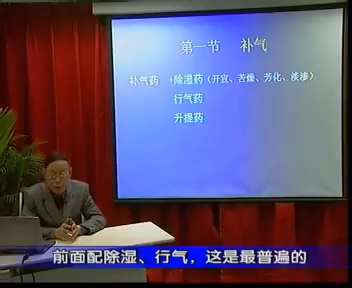 第一节 补气
补气药 +除湿药（开宣、苦燥、芳化、淡渗）
行气药
升提药
前面配除湿、行气，这是最普遍的